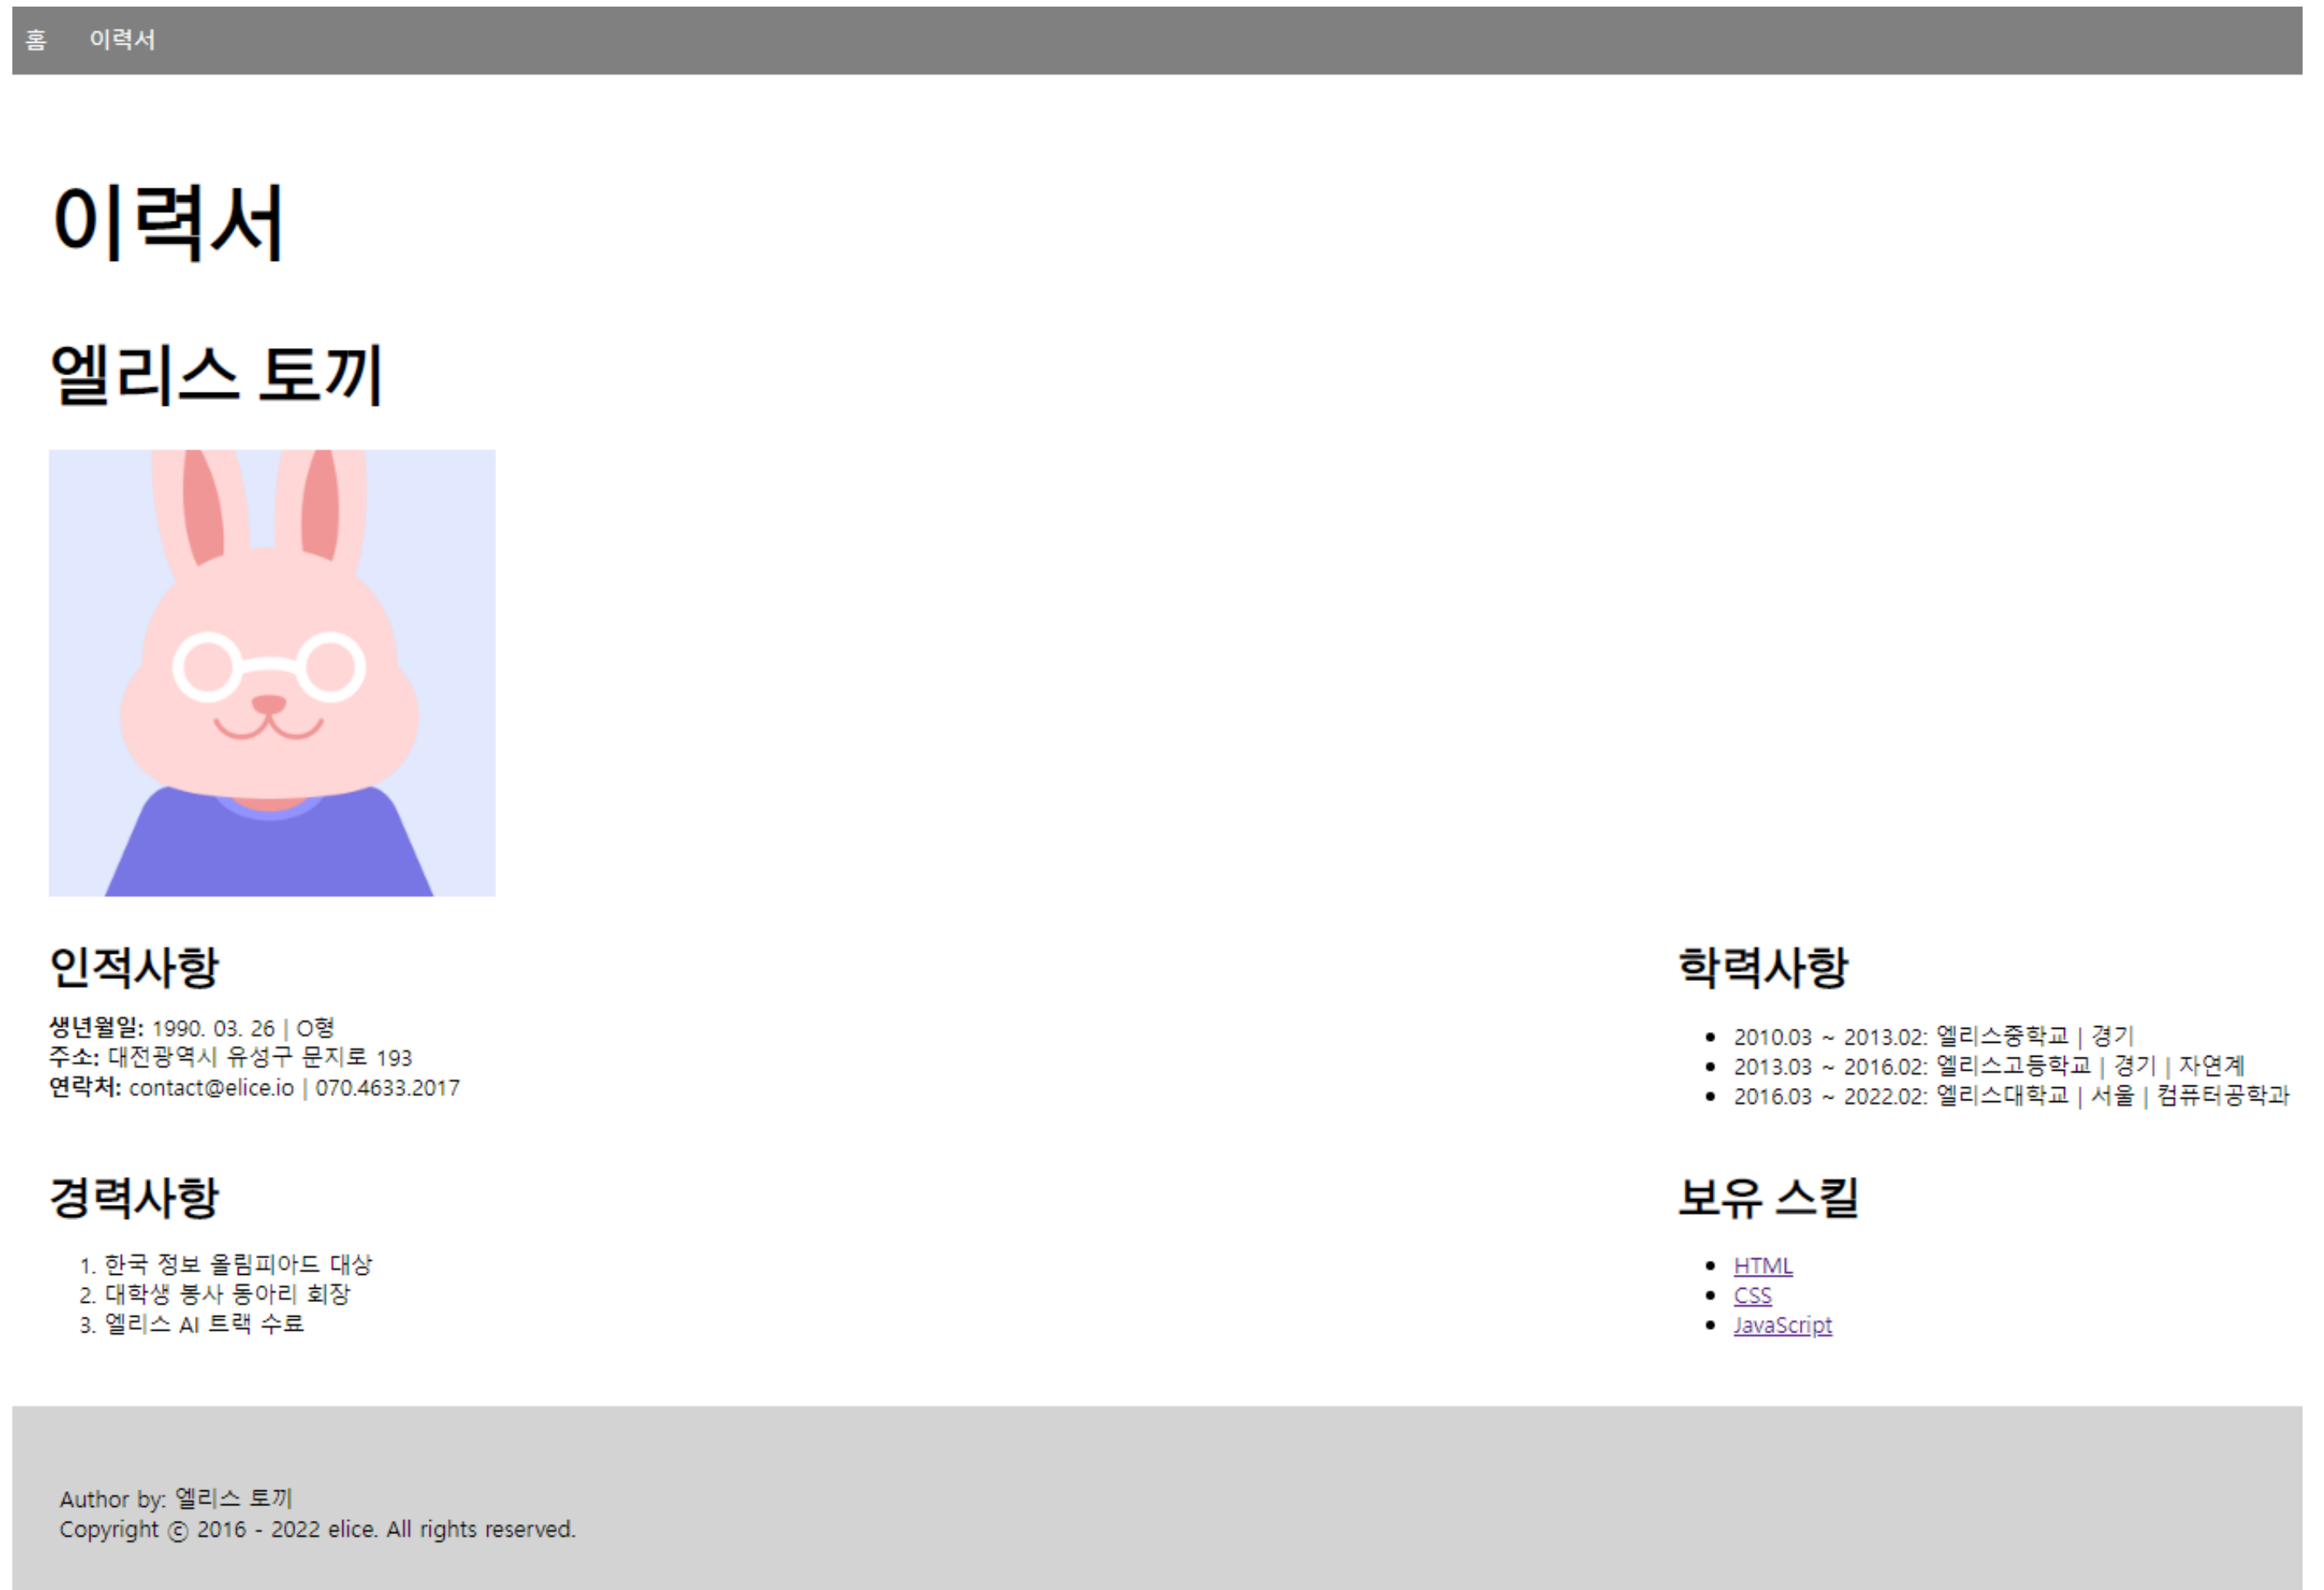 홈 이력서
이력서
엘리스 토끼
인적사항
생년월일: 1990. 03. 26 | O형
주소: 대전광역시 유성구 문지로 193
연락처: contact@elice.io | 070.4633.2017
학력사항
• 2010.03 ~ 2013.02: 엘리스중학교 | 경기
• 2013.03 ~ 2016.02: 엘리스고등학교 | 경기 | 자연계
• 2016.03 ~ 2022.02: 엘리스대학교 | 서울 | 컴퓨터공학과
경력사항
1. 한국 정보 올림피아드 대상
2. 대학생 봉사 동아리 회장
3. 엘리스 AI 트랙 수료
보유 스킬
• HTML
• CSS
• JavaScript
Author by: 엘리스 토끼
Copyright ⓒ 2016 - 2022 elice. All rights reserved.